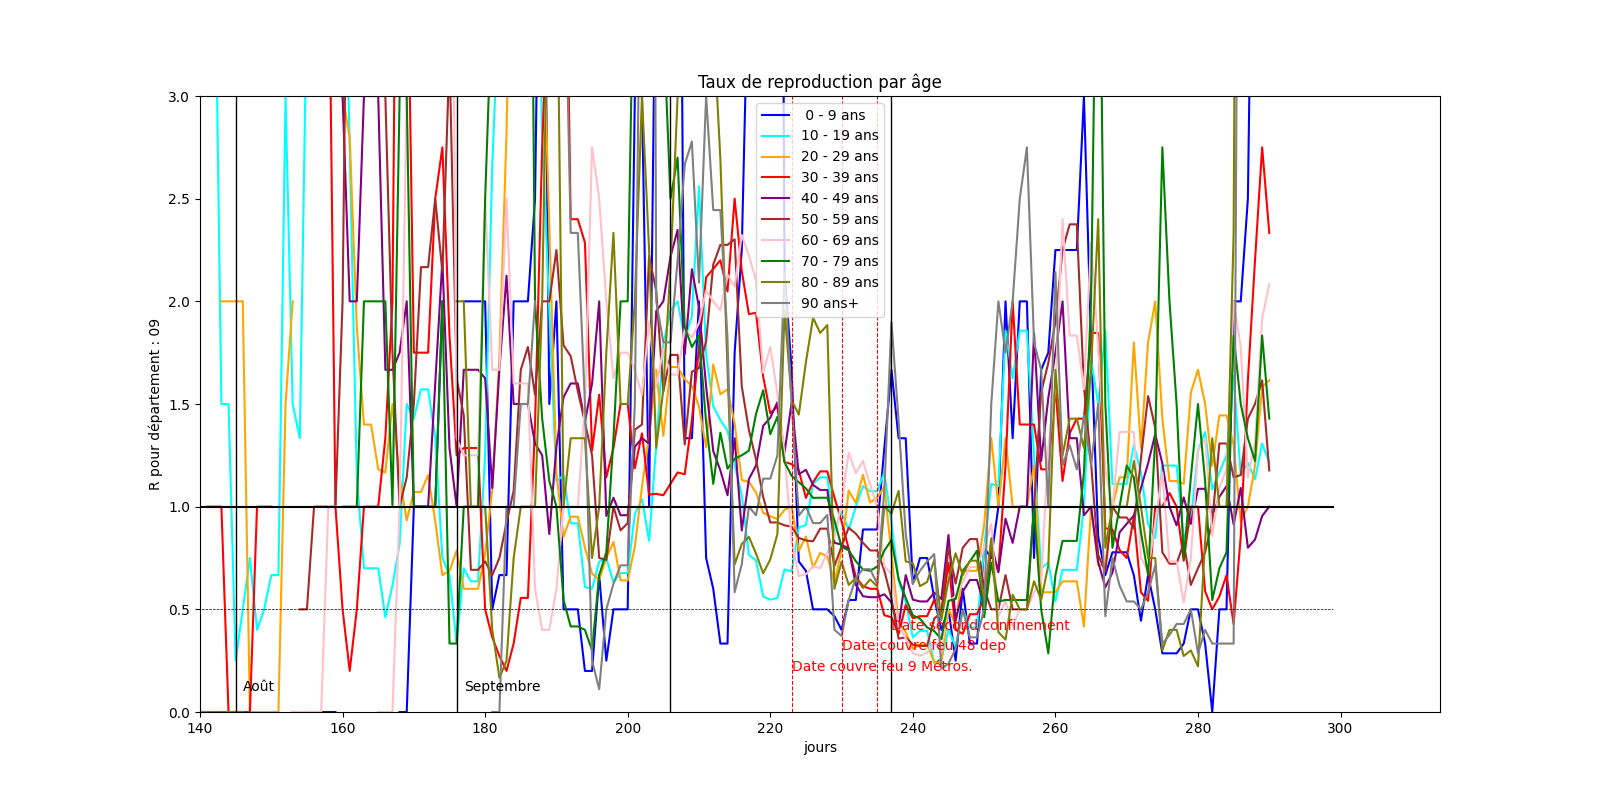 Taux de reproduction par âge
R pour département : 09
3.0
2.5
2.0
1.5
1.0
0.5
0.0
0 - 9 ans
10 - 19 ans
20 - 29 ans
30 - 39 ans
40 - 49 ans
50 - 59 ans
60 - 69 ans
70 - 79 ans
80 - 89 ans
90 ans+
Date second confinement
Date couvre feu 48 dep
Date couvre feu 9 Métros.
Août
Septembre
140 160 180 200 220 240 260 280 300
jours